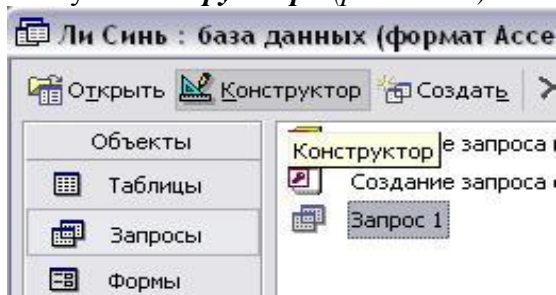 Ли Синь : база данных (формат Acce
Открыть Конструктор Создать
Объекты
Конструктор
е запроса
Таблицы
Создание запроса
Запросы
Запрос 1
Формы